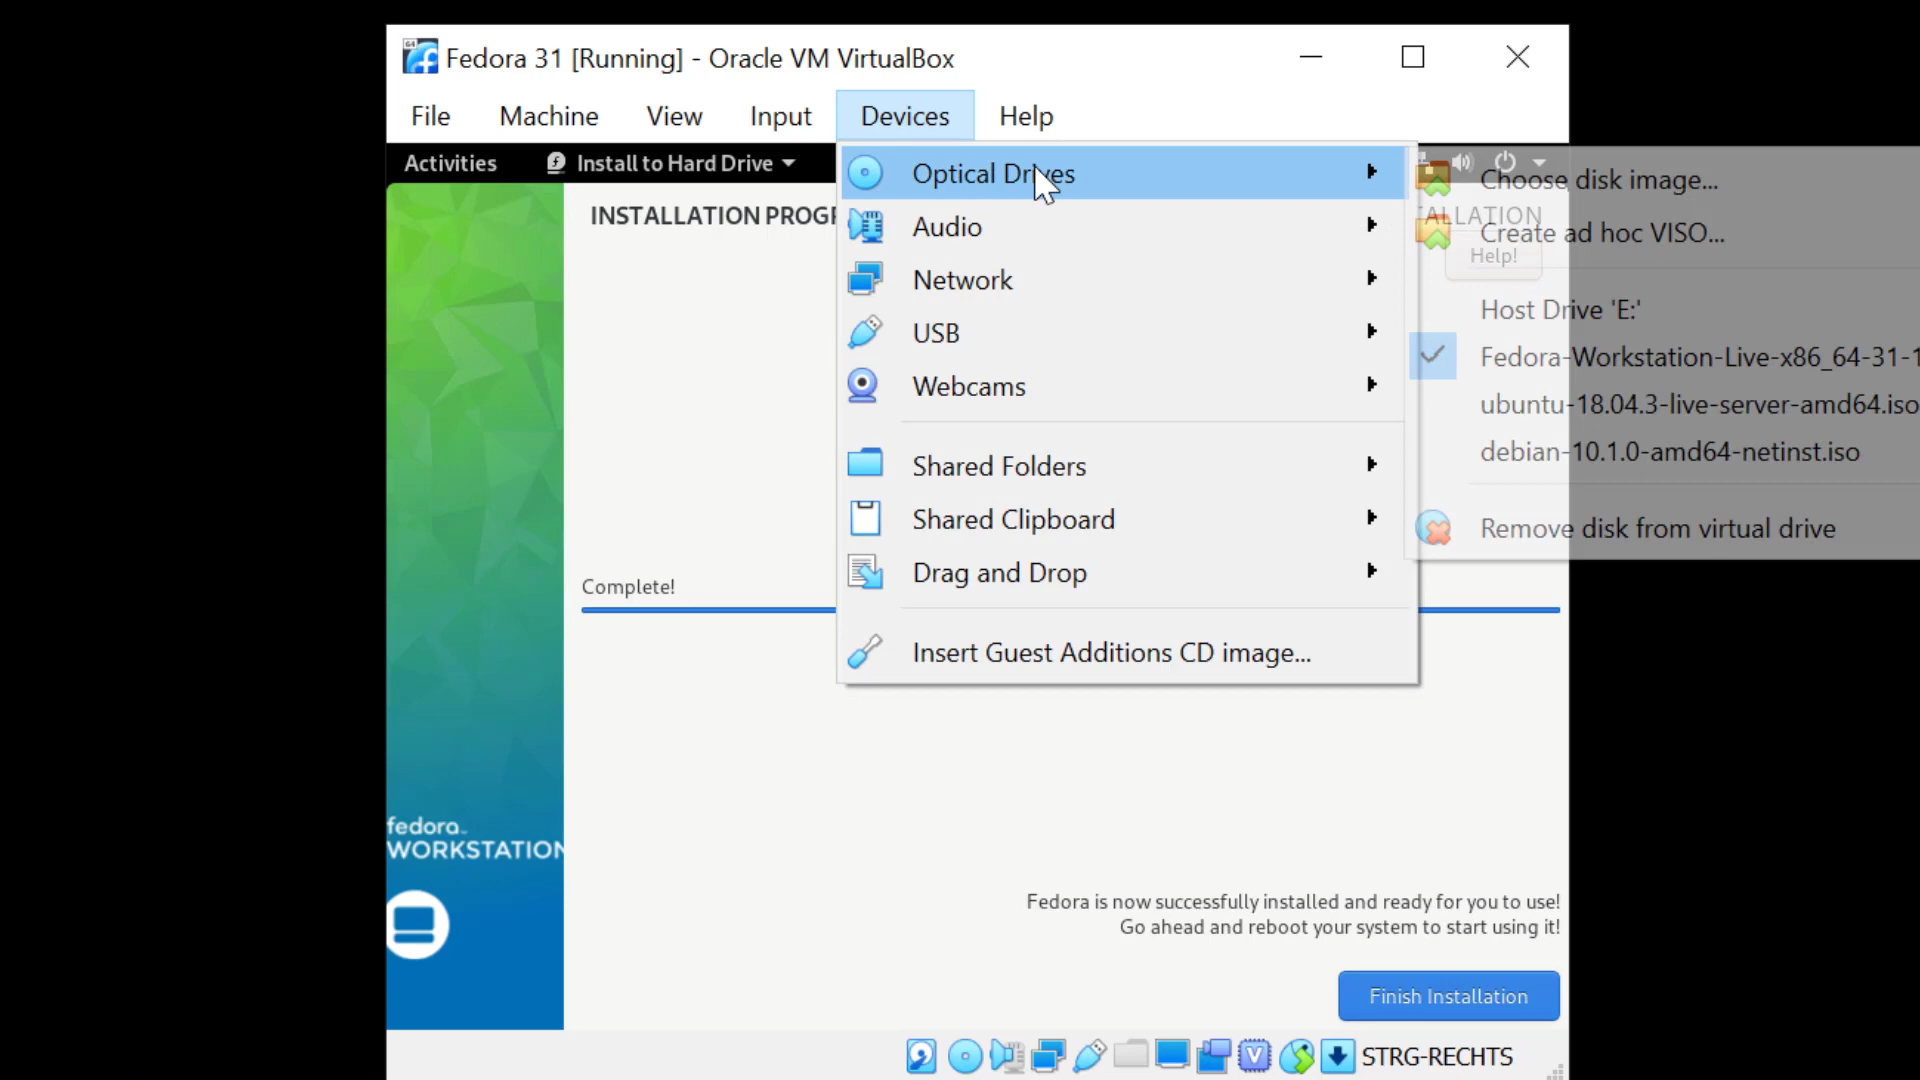 64
Fedora 31 [Running] - Oracle VM VirtualBox
File Machine View Input Devices Help
Activities Install to Hard Drive
INSTALLATION PROGR
ALLATION
Help!
Optical Drives
Audio
Network
USB
Webcams
Shared Folders
Shared Clipboard
Drag and Drop
Insert Guest Additions CD image...
Choose disk image...
Create ad hoc VISO...
Host Drive 'E:'
Fedora-Workstation-Live-x86_64-31-1
ubuntu-18.04.3-live-server-amd64.iso
debian-10.1.0-amd64-netinst.iso
Remove disk from virtual drive
Complete!
fedora
WORKSTATION
Fedora is now successfully installed and ready for you to use!
Go ahead and reboot your system to start using it!
Finish Installation
STRG-RECHTS